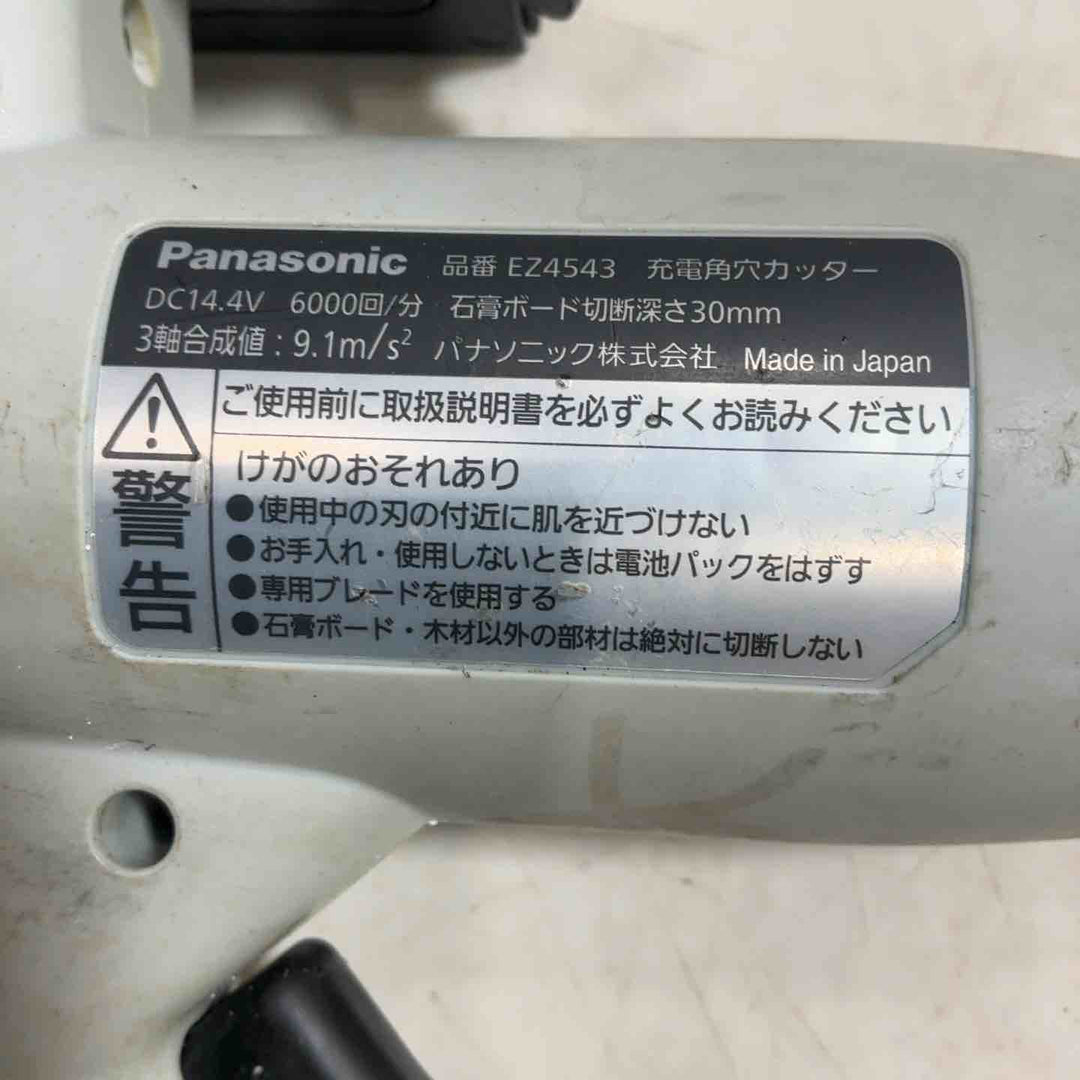 Panasonic 品番 EZ4543 充電角穴カッター
DC14.4V 6000回/分 石膏ボード切断深さ30mm
3軸合成値：9.1m/s² パナソニック株式会社 Made in Japan
警告
ご使用前に取扱説明書を必ずよくお読みください
けがのおそれあり
●使用中の刃の付近に肌を近づけない
●お手入れ・使用しないときは電池パックをはずす
●専用ブレードを使用する
●石膏ボード・木材以外の部材は絶対に切断しない